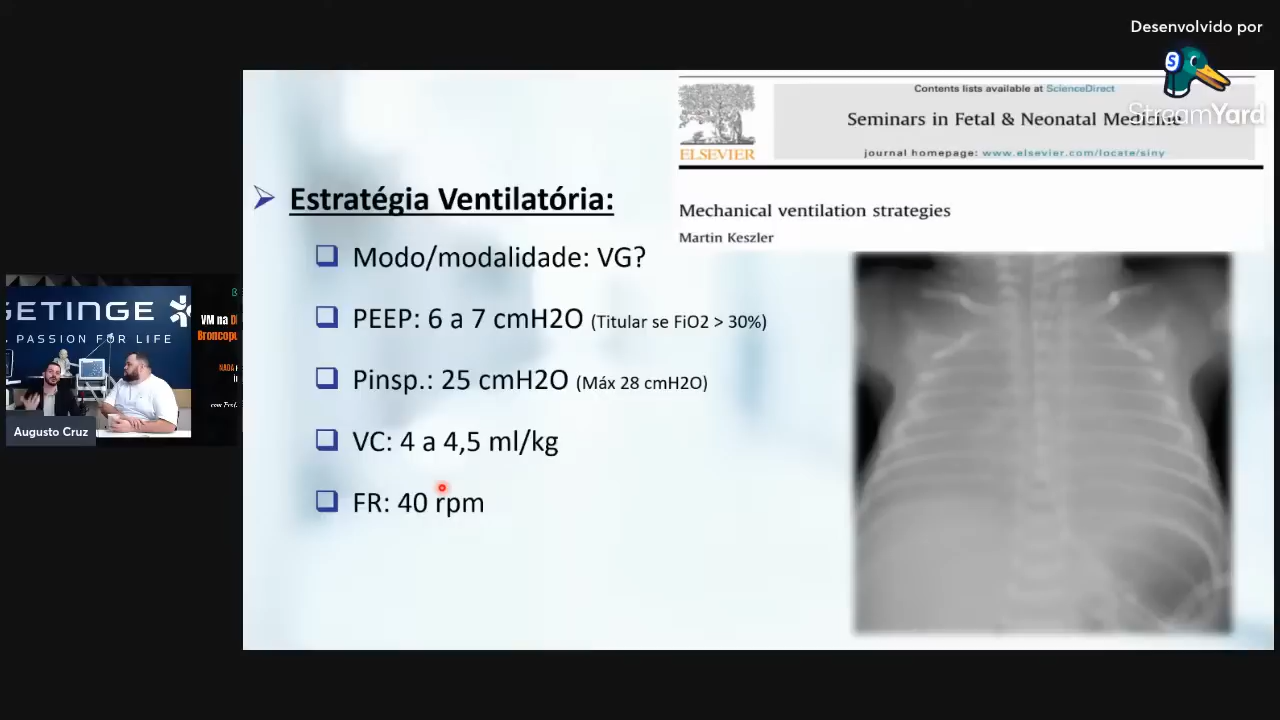 Desenvolvido por
StreamYard
Contents lists available at ScienceDirect
Seminars in Fetal & Neonatal Medicine
ELSEVIER
journal homepage: www.elsevier.com/locate/siny
Mechanical ventilation strategies
Martin Keszler
Estratégia Ventilatória:
Modo/modalidade: VG?
PEEP: 6 a 7 cmH2O (Titular se FiO2 > 30%)
Pinsp.: 25 cmH2O (Máx 28 cmH2O)
VC: 4 a 4,5 ml/kg
FR: 40 rpm
GETINGE
PASSION FOR LIFE
VM na
Augusto Cruz